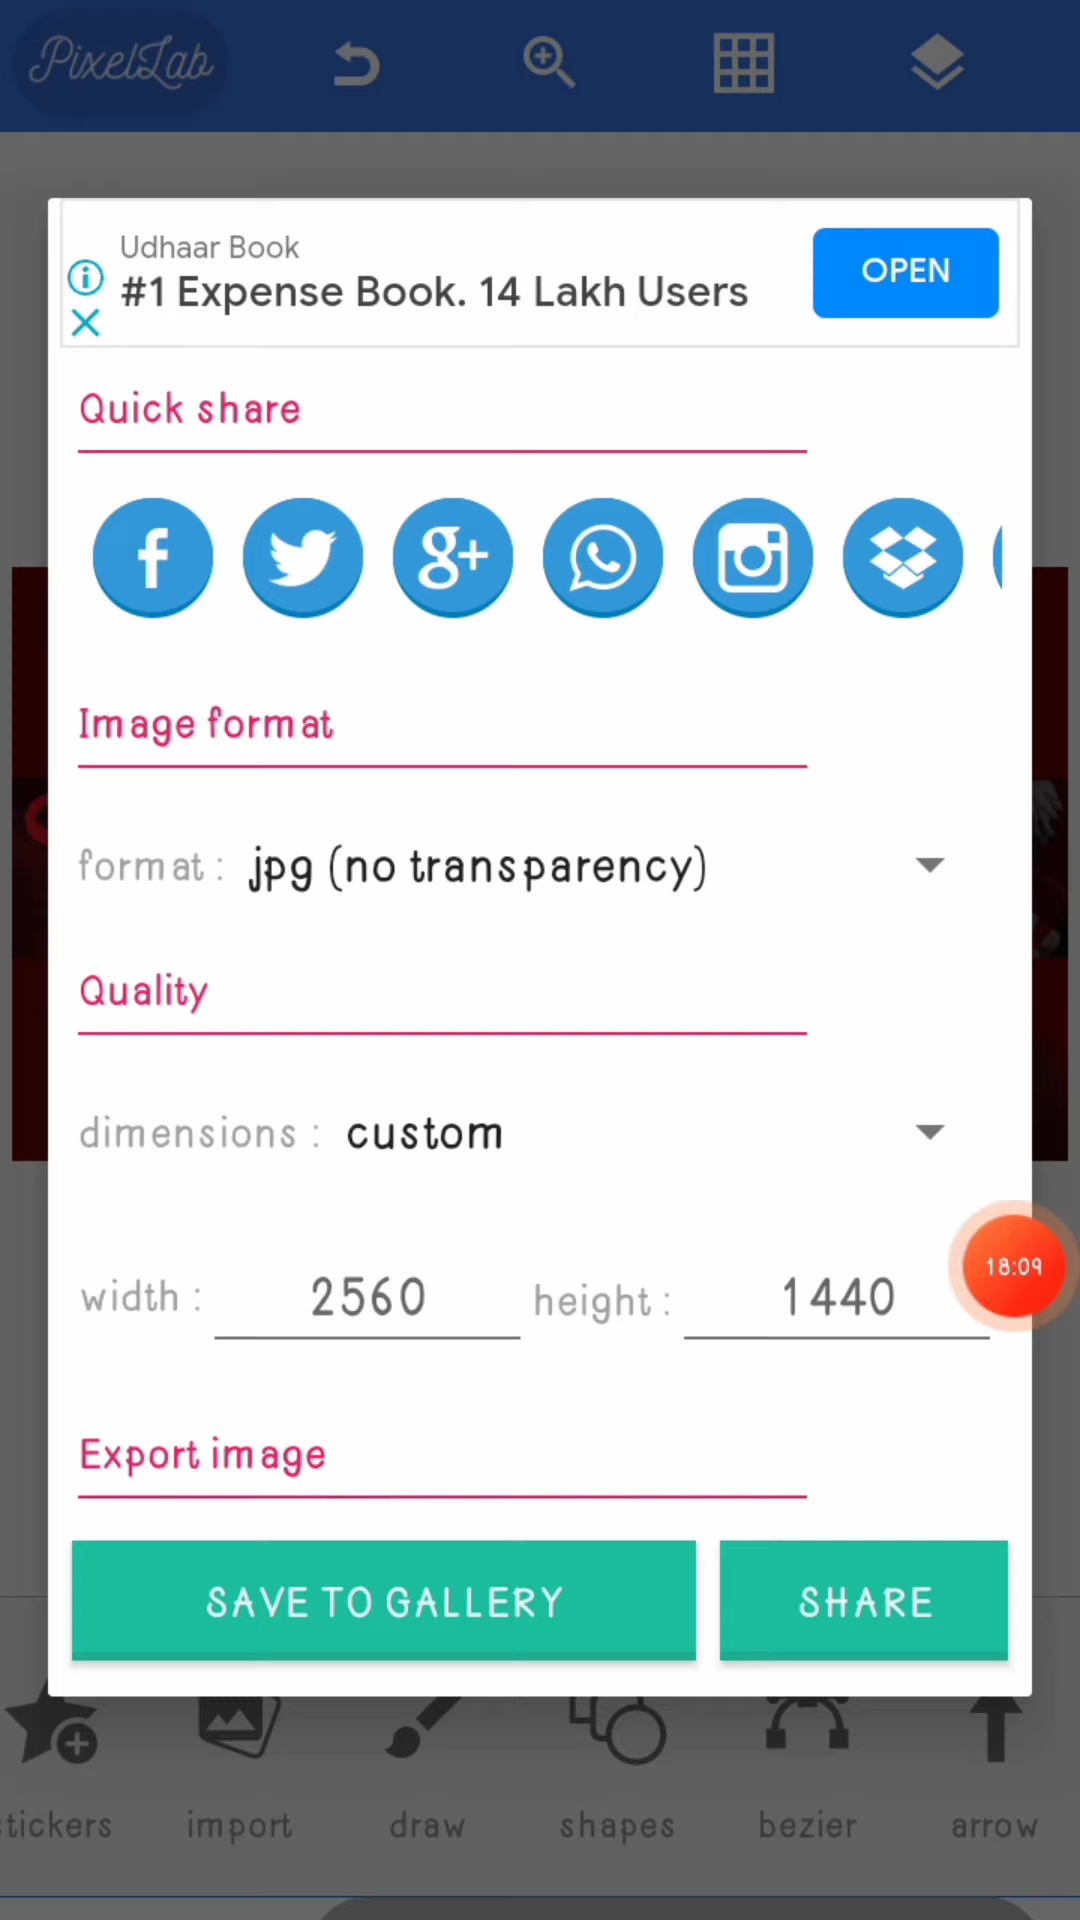 PixelLab
Udhaar Book
#1 Expense Book. 14 Lakh Users
OPEN
Quick share
Image format
format : jpg (no transparency)
Quality
dimensions : custom
width : 2560 height : 1440
18:09
Export image
SAVE TO GALLERY SHARE
tickers import draw shapes bezier arrow